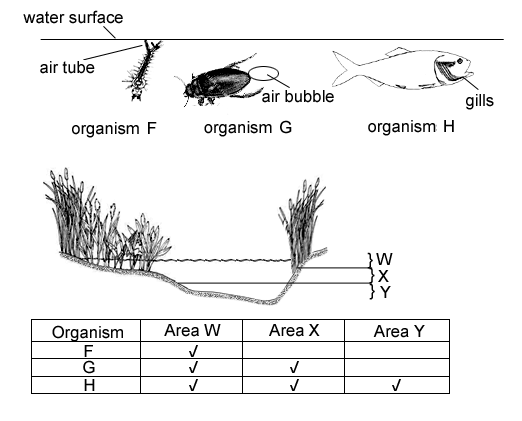 water surface
air tube
air bubble
gills
organism F
organism G
organism H
W
X
Y
Organism Area W Area X Area Y
F ✓
G ✓ ✓
H ✓ ✓ ✓